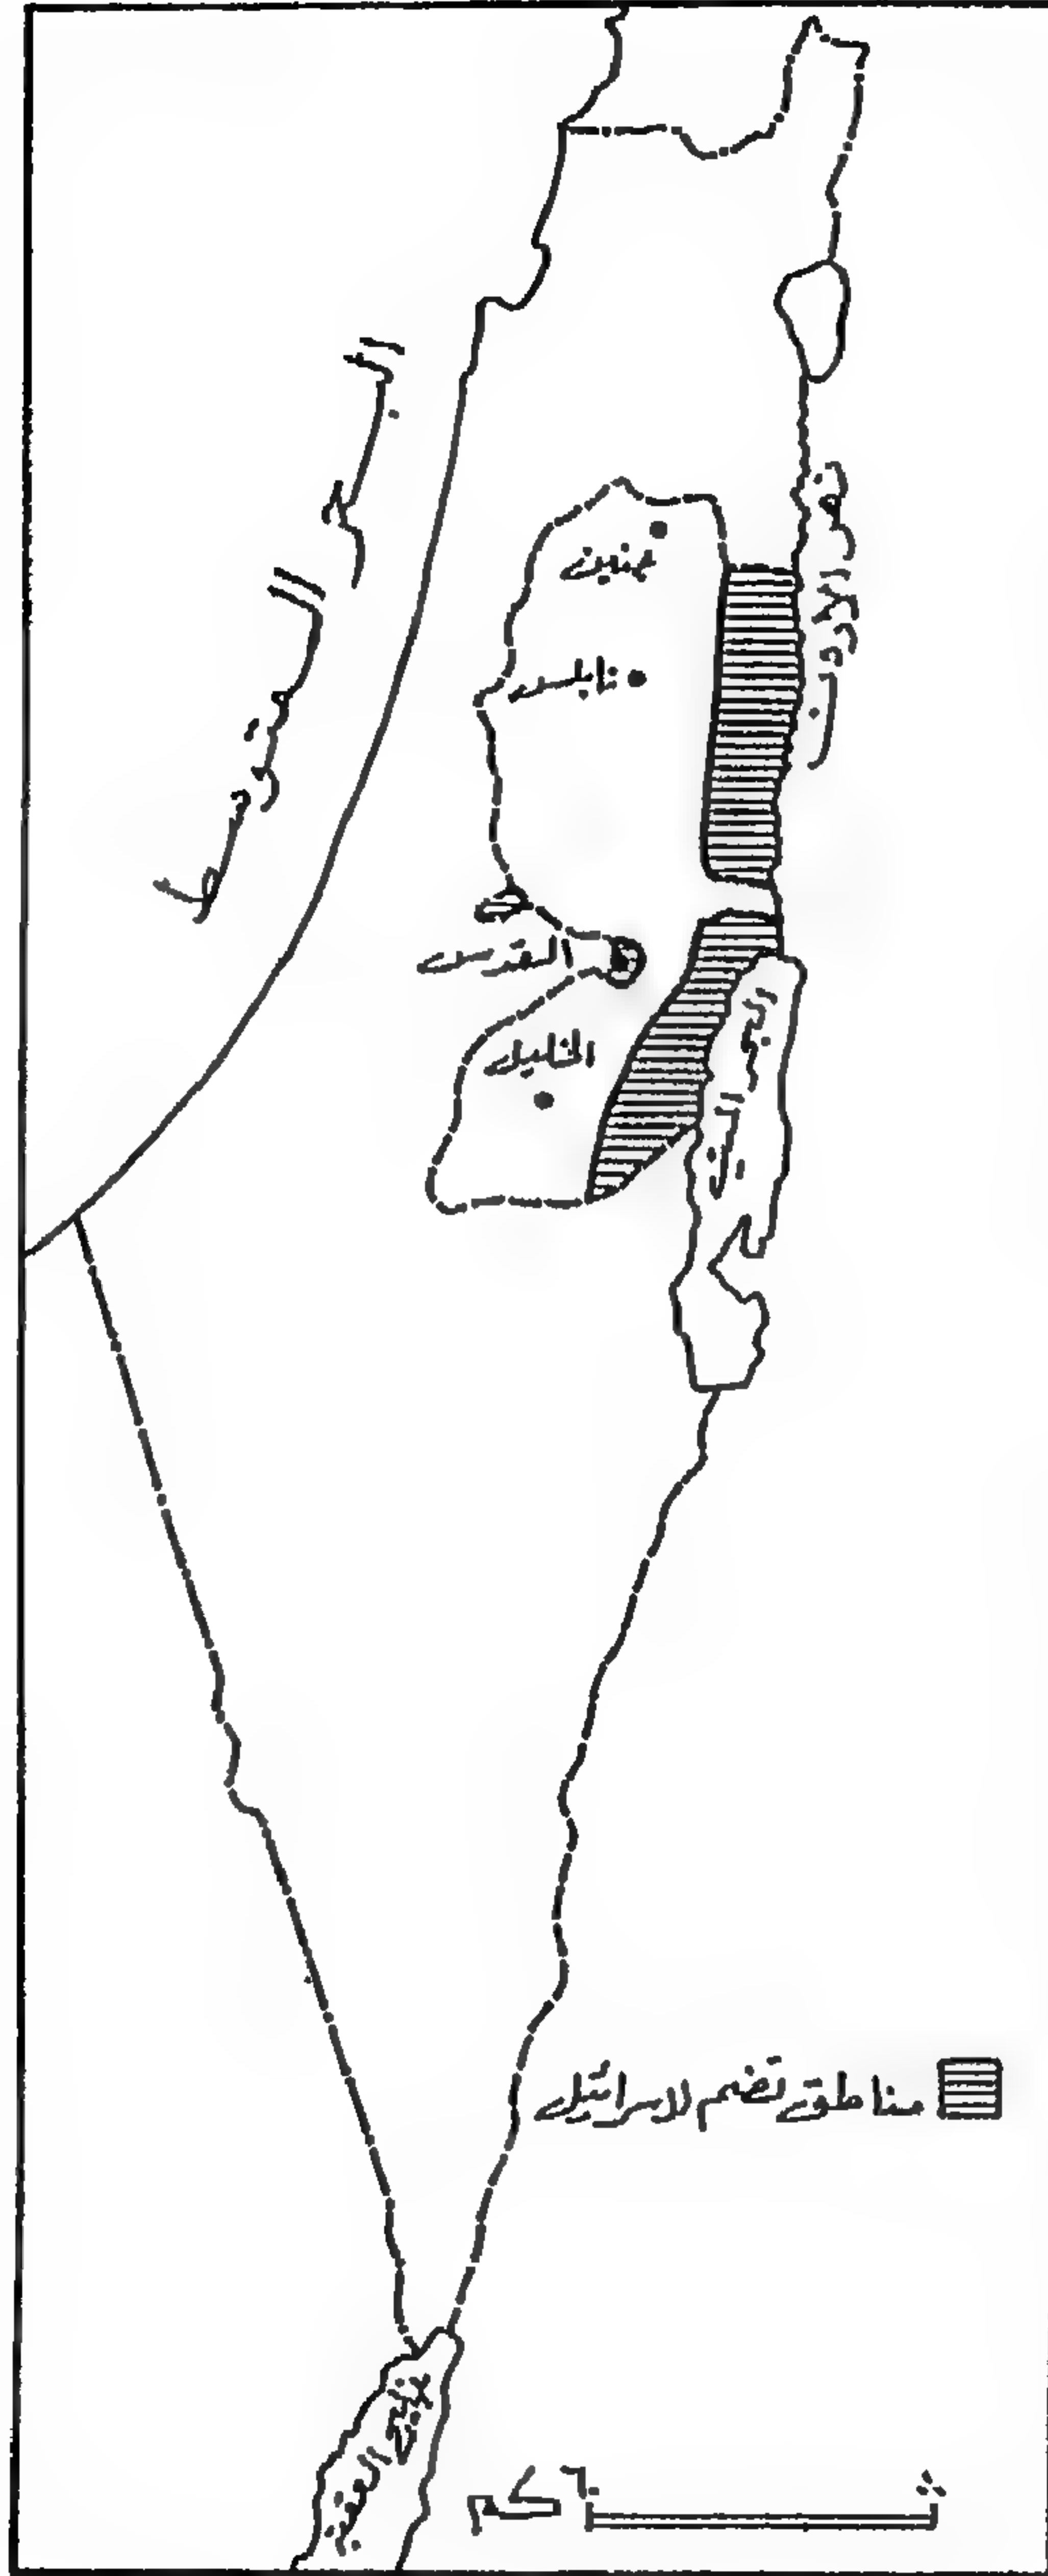 البحر المتوسط
نهر الأردن
جنين
نابلس
القدس
الخليل
البحر الميت
مناطق تضم لاسرائيل
خليج العقبة
٦٠ كم